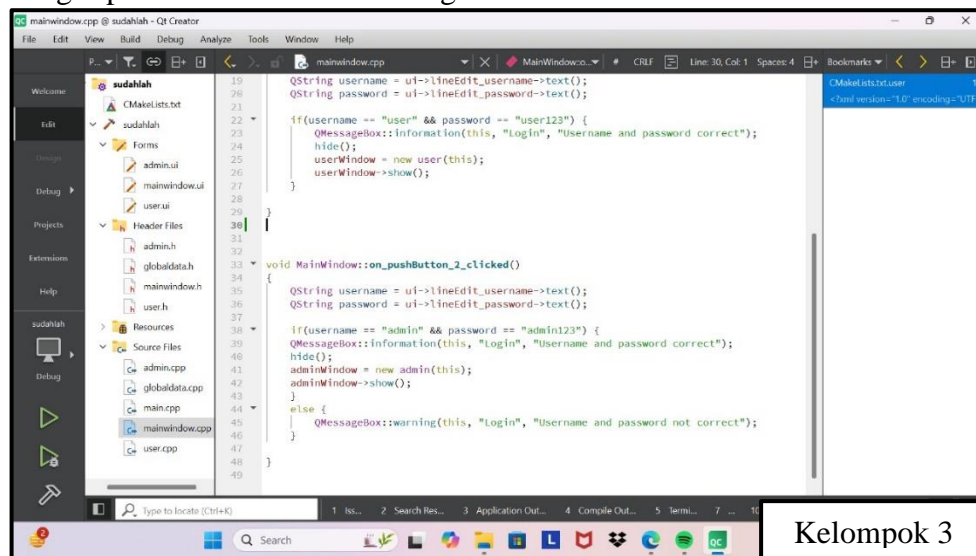 mainwindow.cpp @ sudahlah - Qt Creator
File Edit View Build Debug Analyze Tools Window Help
P... mainwindow.cpp MainWindow::o... # CRLF Line: 30, Col: 1 Spaces: 4 Bookmarks
Welcome
Edit
Design
Debug
Projects
Extensions
Help
sudahlah
Debug
sudahlah
CMakeLists.txt
sudahlah
Forms
admin.ui
mainwindow.ui
user.ui
Header Files
admin.h
globaldata.h
mainwindow.h
user.h
Resources
Source Files
admin.cpp
globaldata.cpp
main.cpp
mainwindow.cpp
user.cpp
19 QString username = ui->lineEdit_username->text();
20 QString password = ui->lineEdit_password->text();
21
22 if(username == "user" && password == "user123") {
23 QMessageBox::information(this, "Login", "Username and password correct");
24 hide();
25 userWindow = new user(this);
26 userWindow->show();
27 }
28
29 }
30
31
32
33 void MainWindow::on_pushButton_2_clicked()
34 {
35 QString username = ui->lineEdit_username->text();
36 QString password = ui->lineEdit_password->text();
37
38 if(username == "admin" && password == "admin123") {
39 QMessageBox::information(this, "Login", "Username and password correct");
40 hide();
41 adminWindow = new admin(this);
42 adminWindow->show();
43 }
44 else {
45 QMessageBox::warning(this, "Login", "Username and password not correct");
46 }
47
48 }
49
CMakeLists.txt.user 1
<?xml version="1.0" encoding="UTF
Type to locate (Ctrl+K) 1 Iss... 2 Search Res... 3 Application Out... 4 Compile Out... 5 Termi... 7 ... 10
Search
Kelompok 3